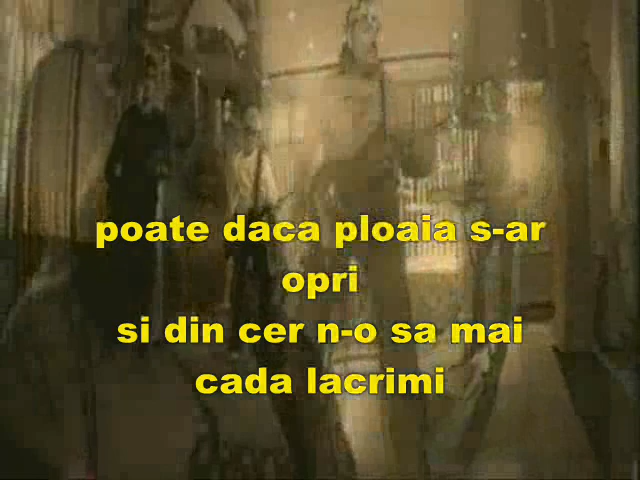 poate daca ploaia s-ar
opri
si din cer n-o sa mai
cada lacrimi